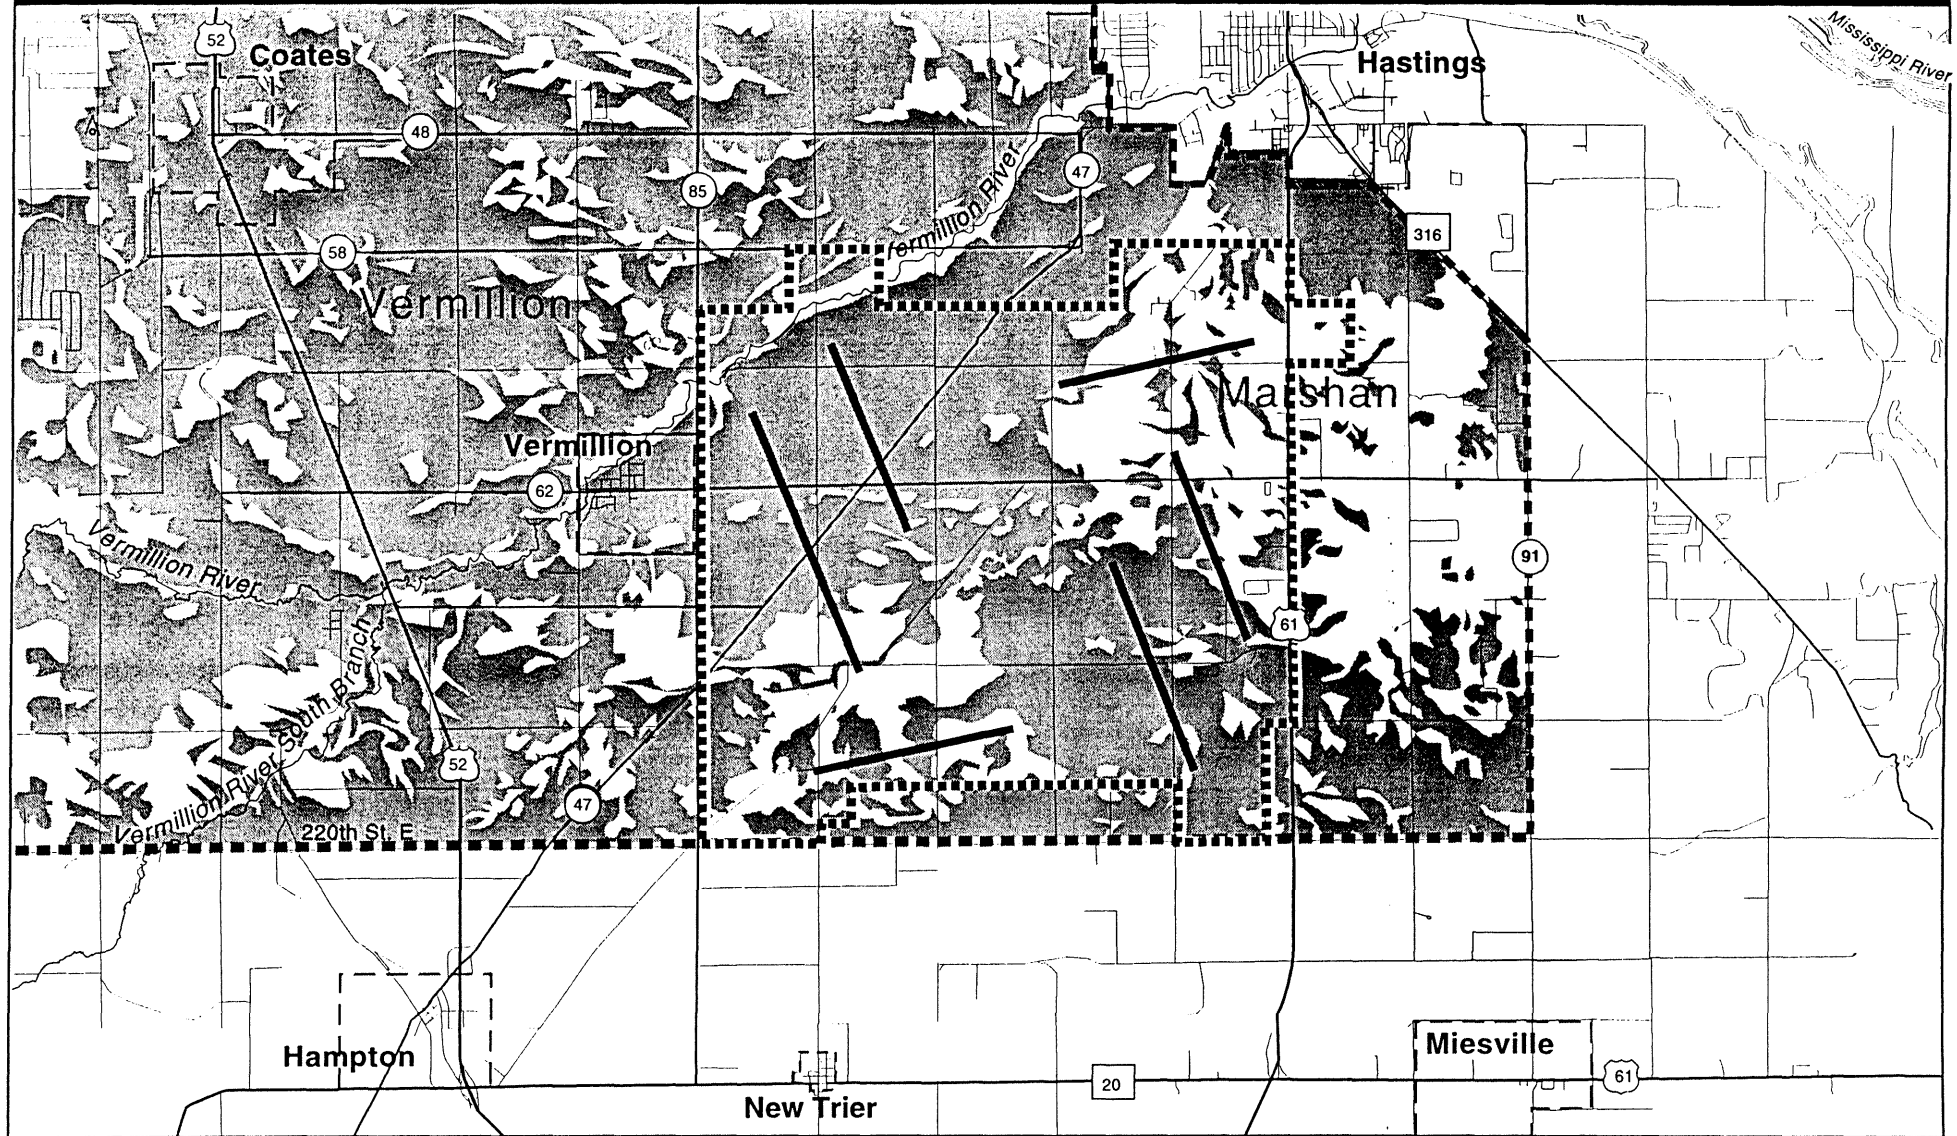 52
Coates
Hastings
Mississippi River
48
47
85
Vermillion River
316
58
Vermillion
Marshan
Vermillion
62
Vermillion River
91
61
South Branch
Vermillion River
52
47
220th St. E
Hampton
Miesville
20
61
New Trier